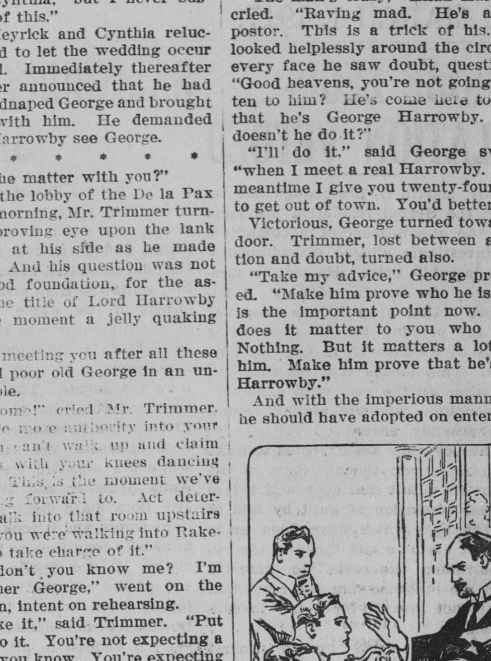 of this."
eyrick and Cynthia reluc-
d to let the wedding occur
l. Immediately thereafter
er announced that he had
dnaped George and brought
with him. He demanded
arrowby see George.
* * * * * *
he matter with you?"
the lobby of the De la Pax
morning, Mr. Trimmer turn-
proving eye upon the lank
at his side as he made
And his question was not
od foundation, for the as-
he title of Lord Harrowby
moment a jelly quaking
meeting you after all these
d poor old George in an un-
cried Mr. Trimmer.
authority into your
can't walk up and claim
s with your knees dancing
This is the moment we've
g forward to. Act deter-
alk into that room upstairs
you were walking into Rake-
take charge of it."
don't you know me? I'm
her George," went on the
n, intent on rehearsing.
ke it," said Trimmer. "Put
o it. You're not expecting a
you know. You're expecting
cried. "Raving mad. He's a
postor. This is a trick of his.
looked helplessly around the circ
every face he saw doubt, questi
"Good heavens, you're not going
ten to him? He's come here to
that he's George Harrowby.
doesn't he do it?"
"I'll do it," said George sw
"when I meet a real Harrowby.
meantime I give you twenty-four
to get out of town. You'd better
Victorious, George turned towa
door. Trimmer, lost between a
tion and doubt, turned also.
"Take my advice," George pr
ed. "Make him prove who he is
is the important point now.
does it matter to you who
Nothing. But it matters a lot
him. Make him prove that he's
Harrowby."
And with the imperious mann
he should have adopted on enter